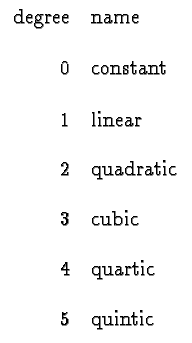 degree name
0 constant
1 linear
2 quadratic
3 cubic
4 quartic
5 quintic